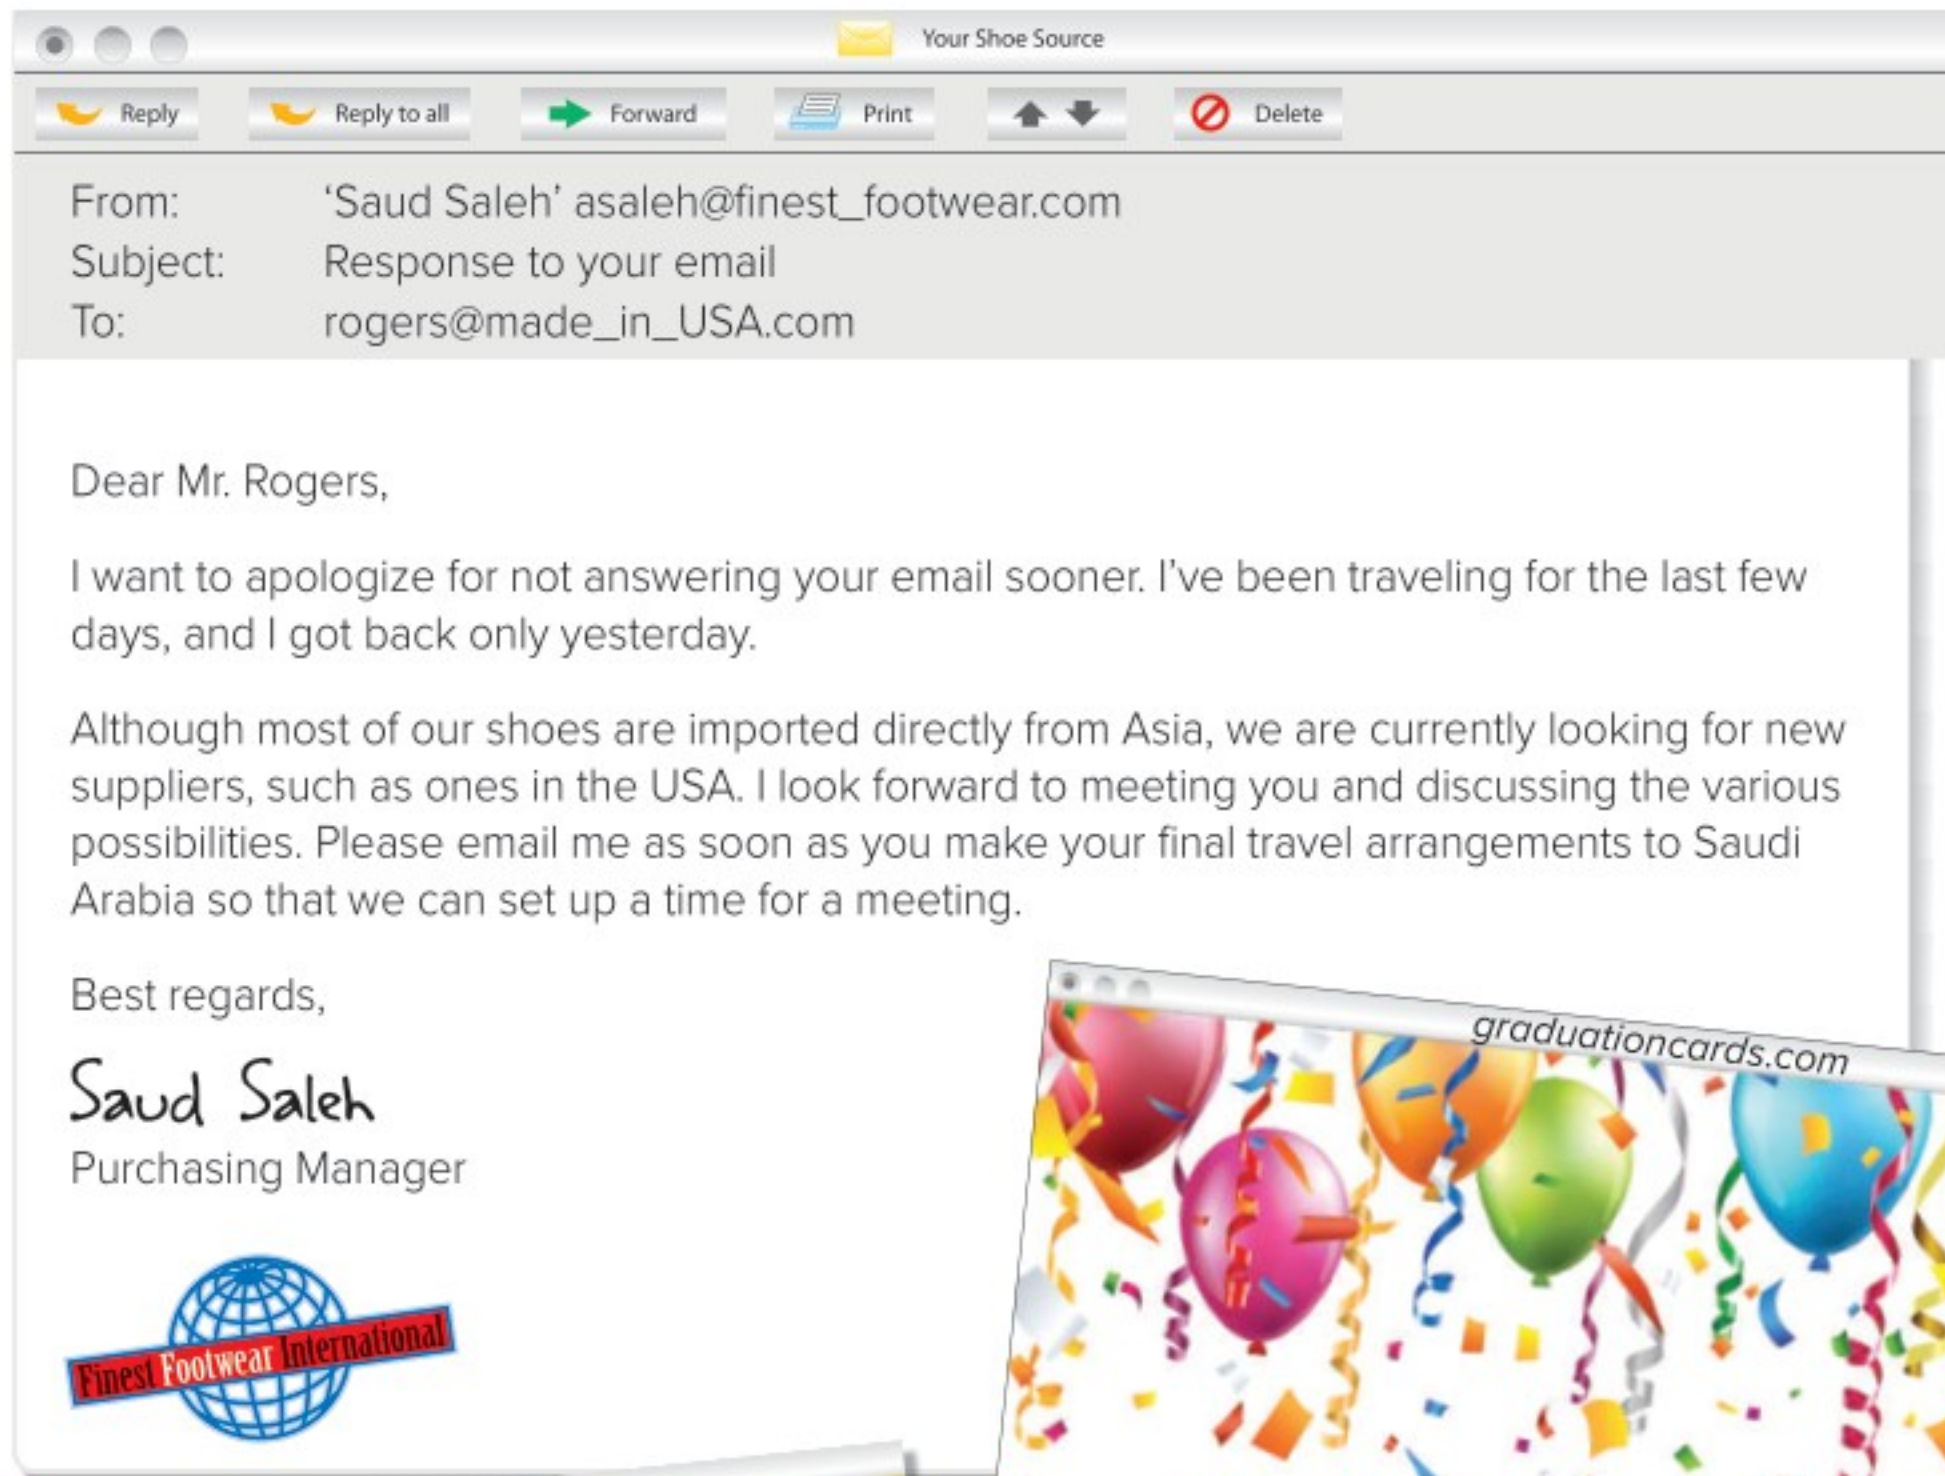 Your Shoe Source
Reply
Reply to all
Forward
Print
Delete
From: ‘Saud Saleh’ asaleh@finest_footwear.com
Subject: Response to your email
To: rogers@made_in_USA.com
Dear Mr. Rogers,
I want to apologize for not answering your email sooner. I’ve been traveling for the last few
days, and I got back only yesterday.
Although most of our shoes are imported directly from Asia, we are currently looking for new
suppliers, such as ones in the USA. I look forward to meeting you and discussing the various
possibilities. Please email me as soon as you make your final travel arrangements to Saudi
Arabia so that we can set up a time for a meeting.
Best regards,
Saud Saleh
Purchasing Manager
Finest Footwear International
graduationcards.com